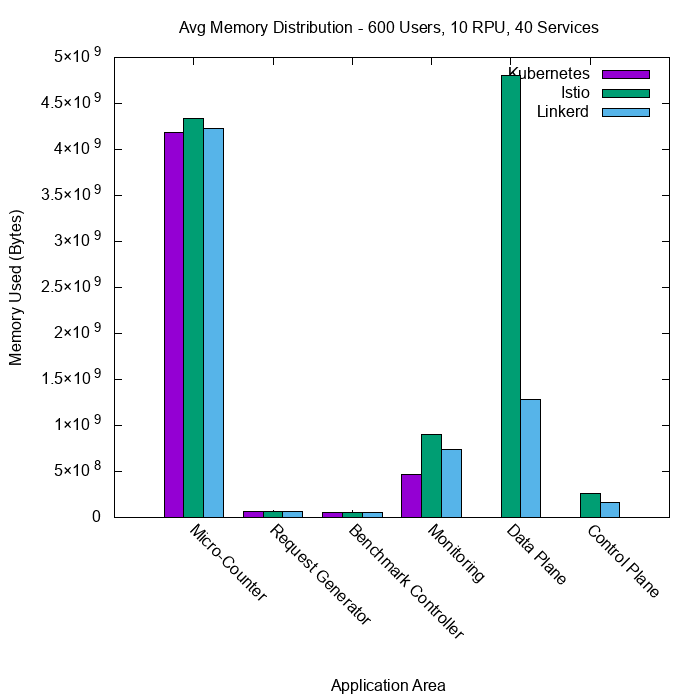 Avg Memory Distribution - 600 Users, 10 RPU, 40 Services
Memory Used (Bytes)
5×10⁹
4.5×10⁹
4×10⁹
3.5×10⁹
3×10⁹
2.5×10⁹
2×10⁹
1.5×10⁹
1×10⁹
5×10⁸
0
Kubernetes
Istio
Linkerd
Micro-Counter
Request Generator
Benchmark Controller
Monitoring
Data Plane
Control Plane
Application Area